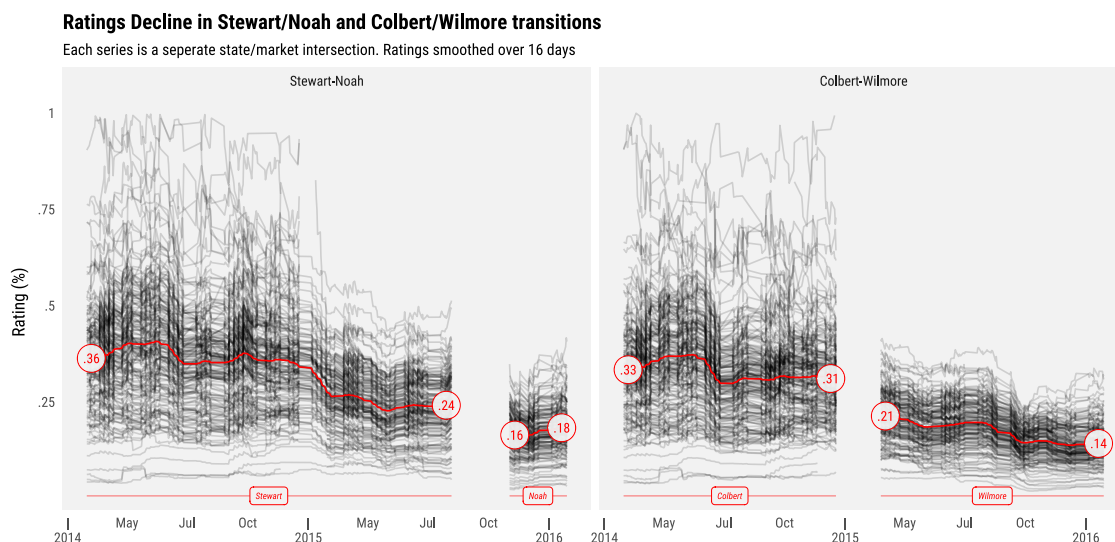 Ratings Decline in Stewart/Noah and Colbert/Wilmore transitions
Each series is a seperate state/market intersection. Ratings smoothed over 16 days
Stewart-Noah
Colbert-Wilmore
Rating (%)
1
.75
.5
.25
.36
.24
.16
.18
.33
.31
.21
.14
Stewart
Noah
Colbert
Wilmore
May Jul Oct May Jul Oct
2014 2015 2016
May Jul Oct May Jul Oct
2014 2015 2016